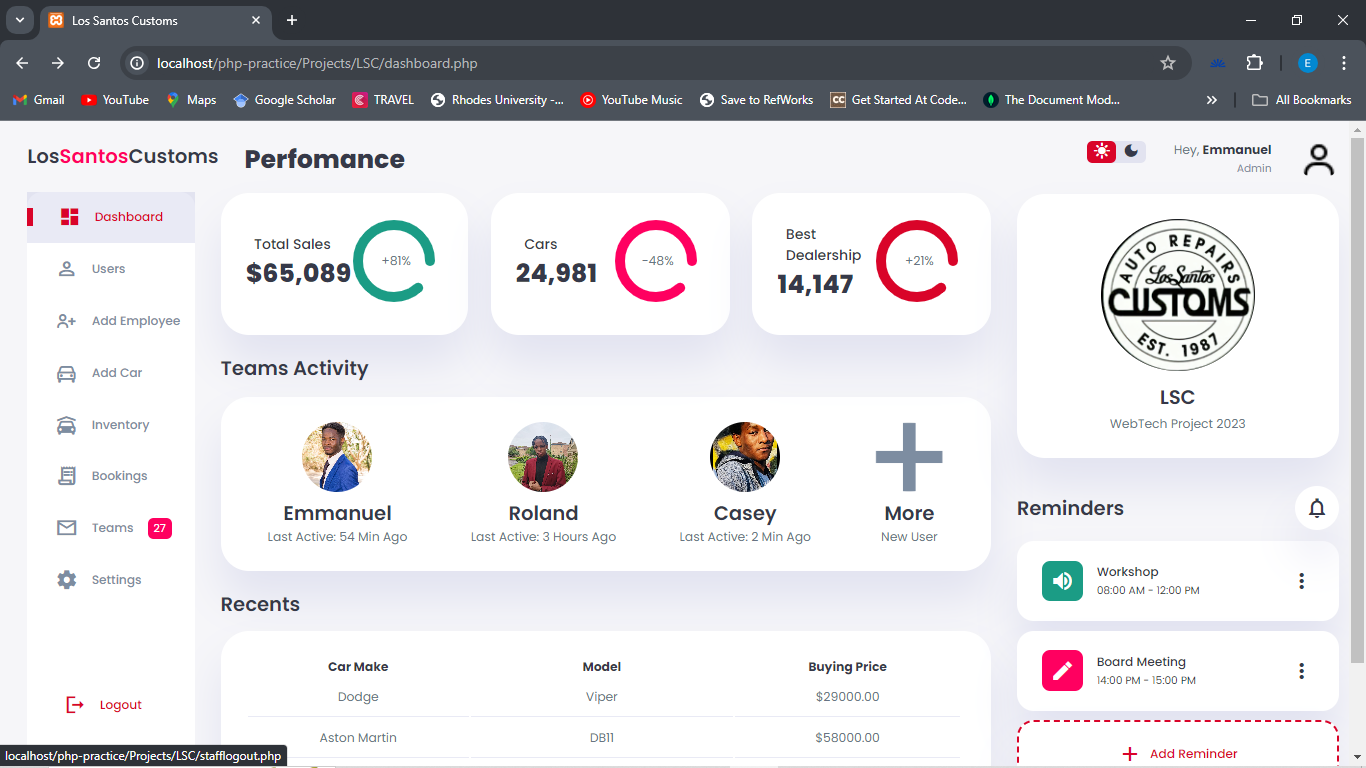 Los Santos Customs
localhost/php-practice/Projects/LSC/dashboard.php
E
Gmail
YouTube
Maps
Google Scholar
TRAVEL
Rhodes University -...
YouTube Music
Save to RefWorks
CC
Get Started At Code...
The Document Mod...
»
All Bookmarks
LosSantosCustoms
Dashboard
Users
Add Employee
Add Car
Inventory
Bookings
Teams 27
Settings
Logout
Perfomance
Total Sales
$65,089
+81%
Cars
24,981
-48%
Best
Dealership
14,147
+21%
Teams Activity
Emmanuel
Last Active: 54 Min Ago
Roland
Last Active: 3 Hours Ago
Casey
Last Active: 2 Min Ago
More
New User
Recents
Car Make Model Buying Price
Dodge Viper $29000.00
Aston Martin DB11 $58000.00
Hey, Emmanuel
Admin
AUTO REPAIRS
Los Santos
CUSTOMS
EST. 1987
LSC
WebTech Project 2023
Reminders
Workshop
08:00 AM - 12:00 PM
Board Meeting
14:00 PM - 15:00 PM
Add Reminder
localhost/php-practice/Projects/LSC/stafflogout.php